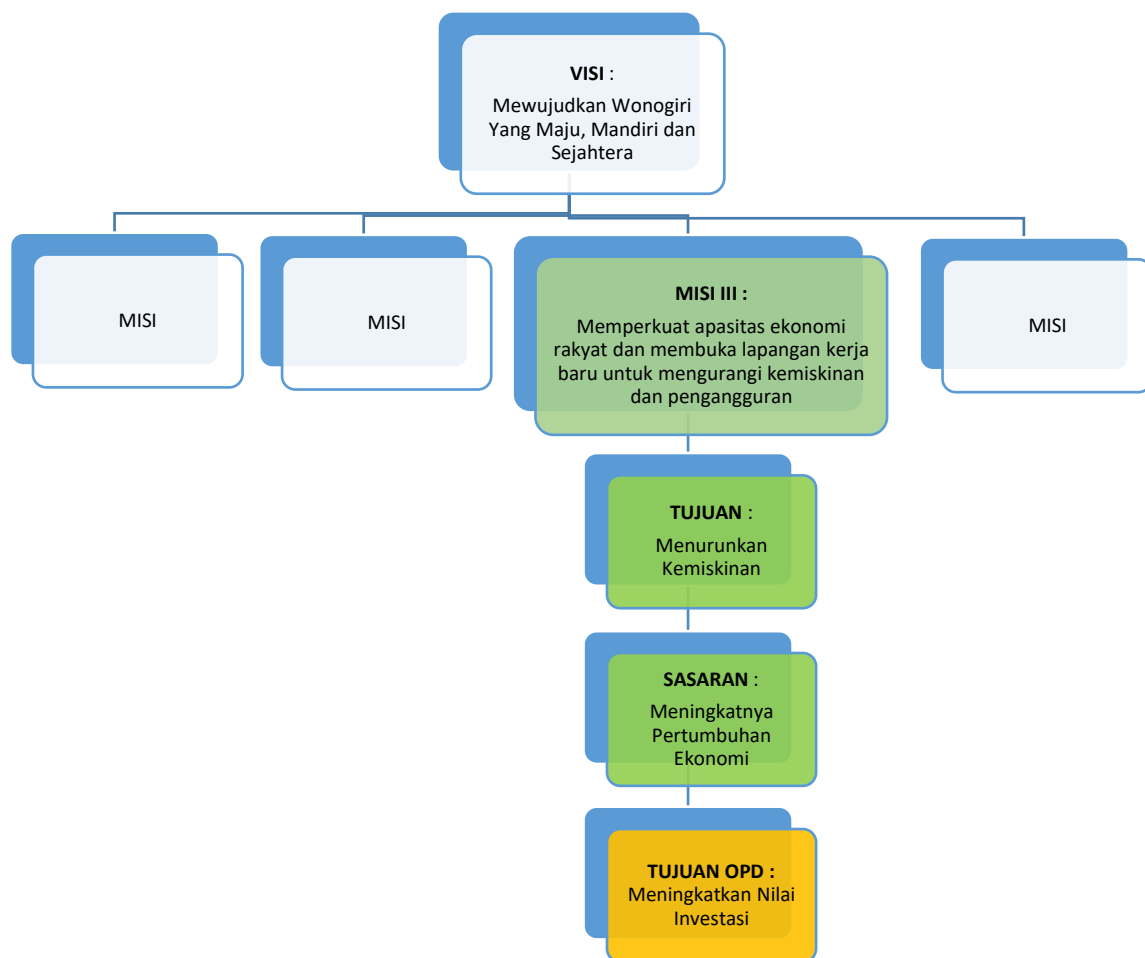 VISI :
Mewujudkan Wonogiri
Yang Maju, Mandiri dan
Sejahtera
MISI
MISI
MISI III :
Memperkuat apasitas ekonomi
rakyat dan membuka lapangan kerja
baru untuk mengurangi kemiskinan
dan pengangguran
MISI
TUJUAN :
Menurunkan
Kemiskinan
SASARAN :
Meningkatnya
Pertumbuhan
Ekonomi
TUJUAN OPD :
Meningkatkan Nilai
Investasi